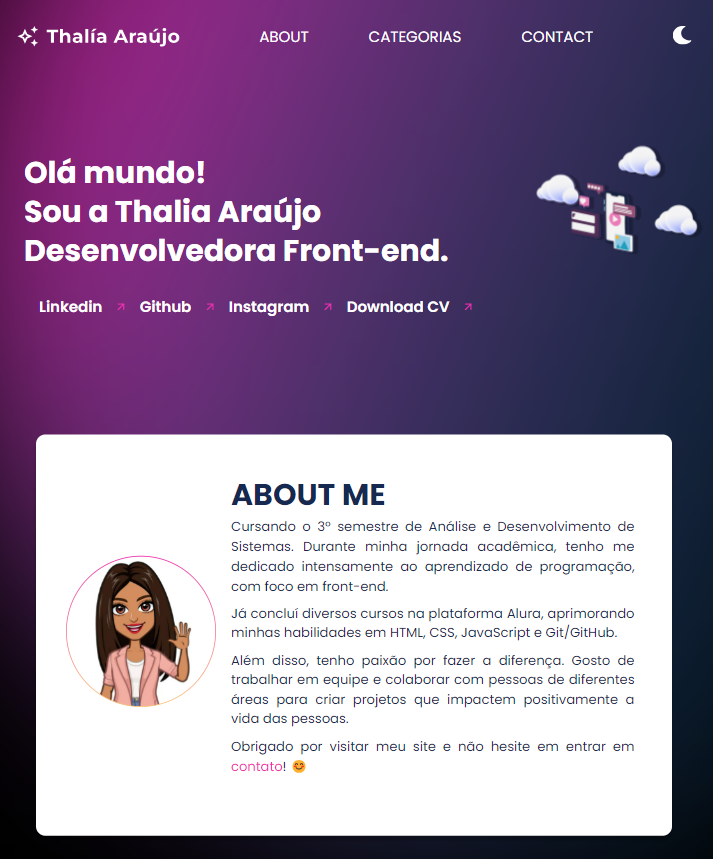 Thalía Araújo
ABOUT
CATEGORIAS
CONTACT
Olá mundo!
Sou a Thalia Araújo
Desenvolvedora Front-end.
Linkedin
Github
Instagram
Download CV
ABOUT ME
Cursando o 3º semestre de Análise e Desenvolvimento de
Sistemas. Durante minha jornada acadêmica, tenho me
dedicado intensamente ao aprendizado de programação,
com foco em front-end.
Já concluí diversos cursos na plataforma Alura, aprimorando
minhas habilidades em HTML, CSS, JavaScript e Git/GitHub.
Além disso, tenho paixão por fazer a diferença. Gosto de
trabalhar em equipe e colaborar com pessoas de diferentes
áreas para criar projetos que impactem positivamente a
vida das pessoas.
Obrigado por visitar meu site e não hesite em entrar em
contato! 😊